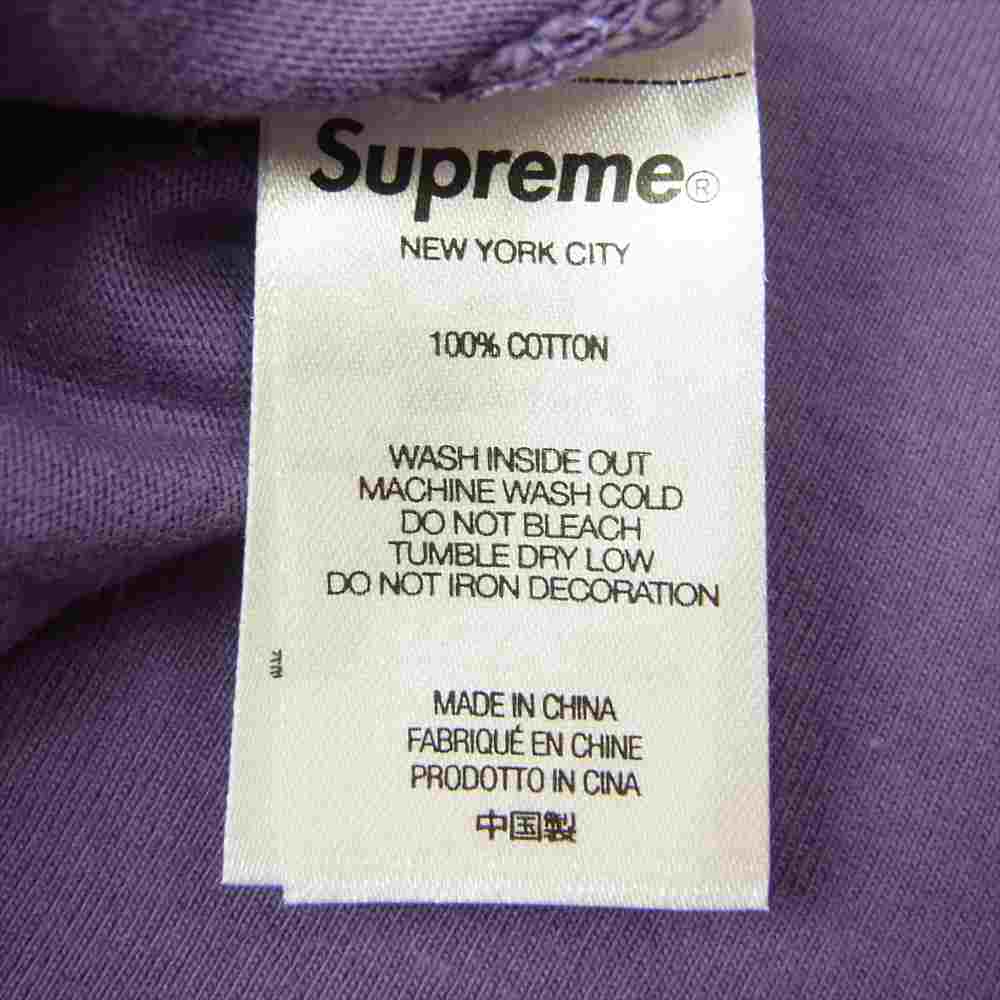 Supreme®
NEW YORK CITY
100% COTTON
WASH INSIDE OUT
MACHINE WASH COLD
DO NOT BLEACH
TUMBLE DRY LOW
DO NOT IRON DECORATION
MADE IN CHINA
FABRIQUÉ EN CHINE
PRODOTTO IN CINA
中国製